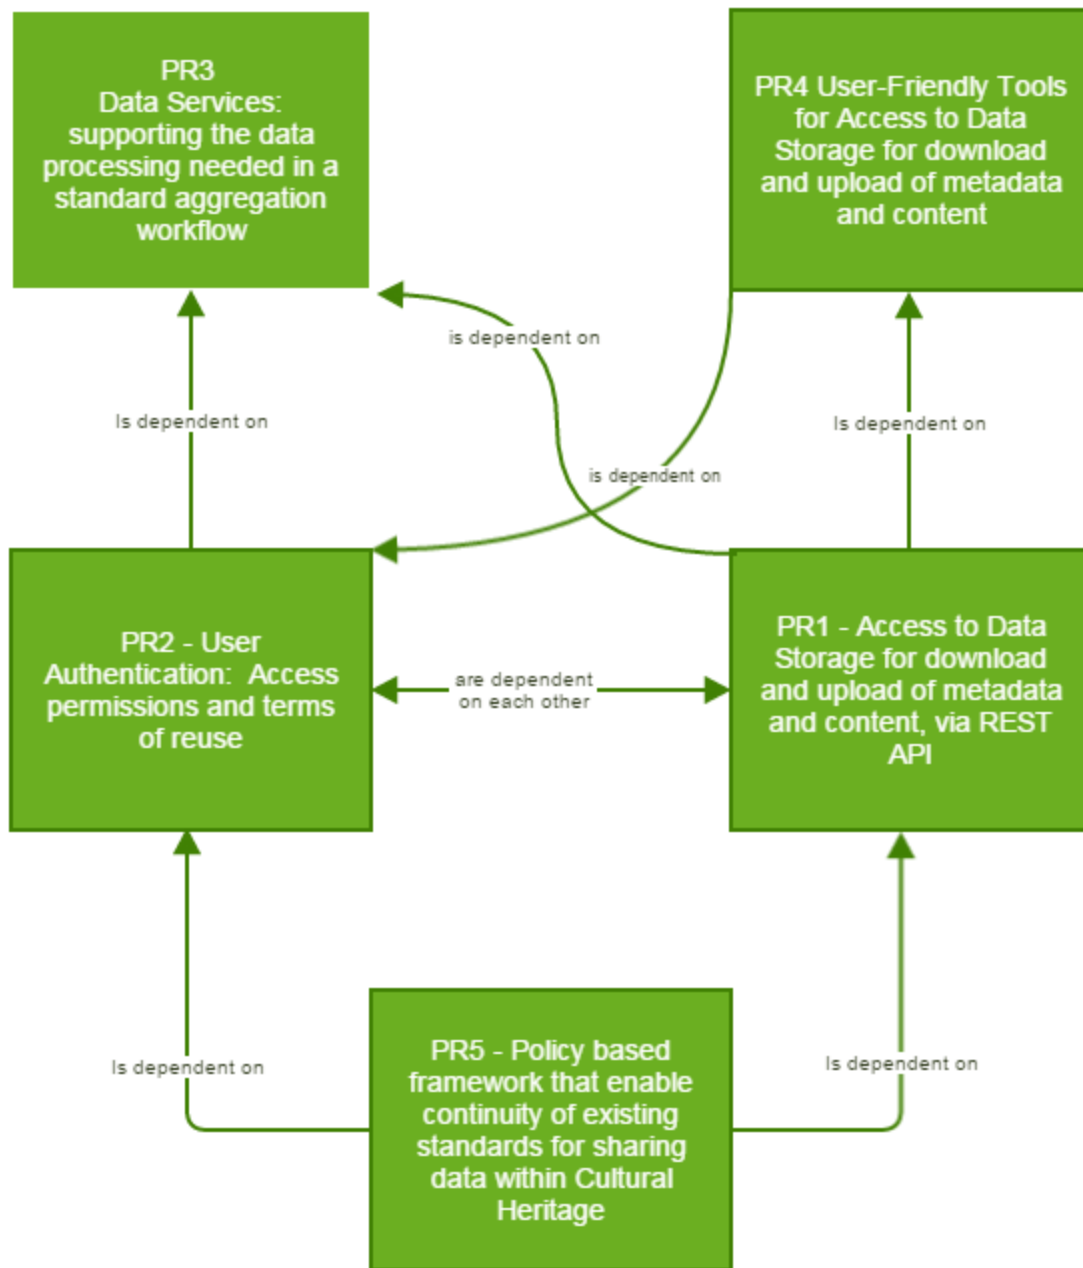 PR3
Data Services:
supporting the data
processing needed in a
standard aggregation
workflow
PR4 User-Friendly Tools
for Access to Data
Storage for download
and upload of metadata
and content
is dependent on
Is dependent on
Is dependent on
is dependent on
PR2 - User
Authentication: Access
permissions and terms
of reuse
are dependent
on each other
PR1 - Access to Data
Storage for download
and upload of metadata
and content, via REST
API
Is dependent on
Is dependent on
PR5 - Policy based
framework that enable
continuity of existing
standards for sharing
data within Cultural
Heritage